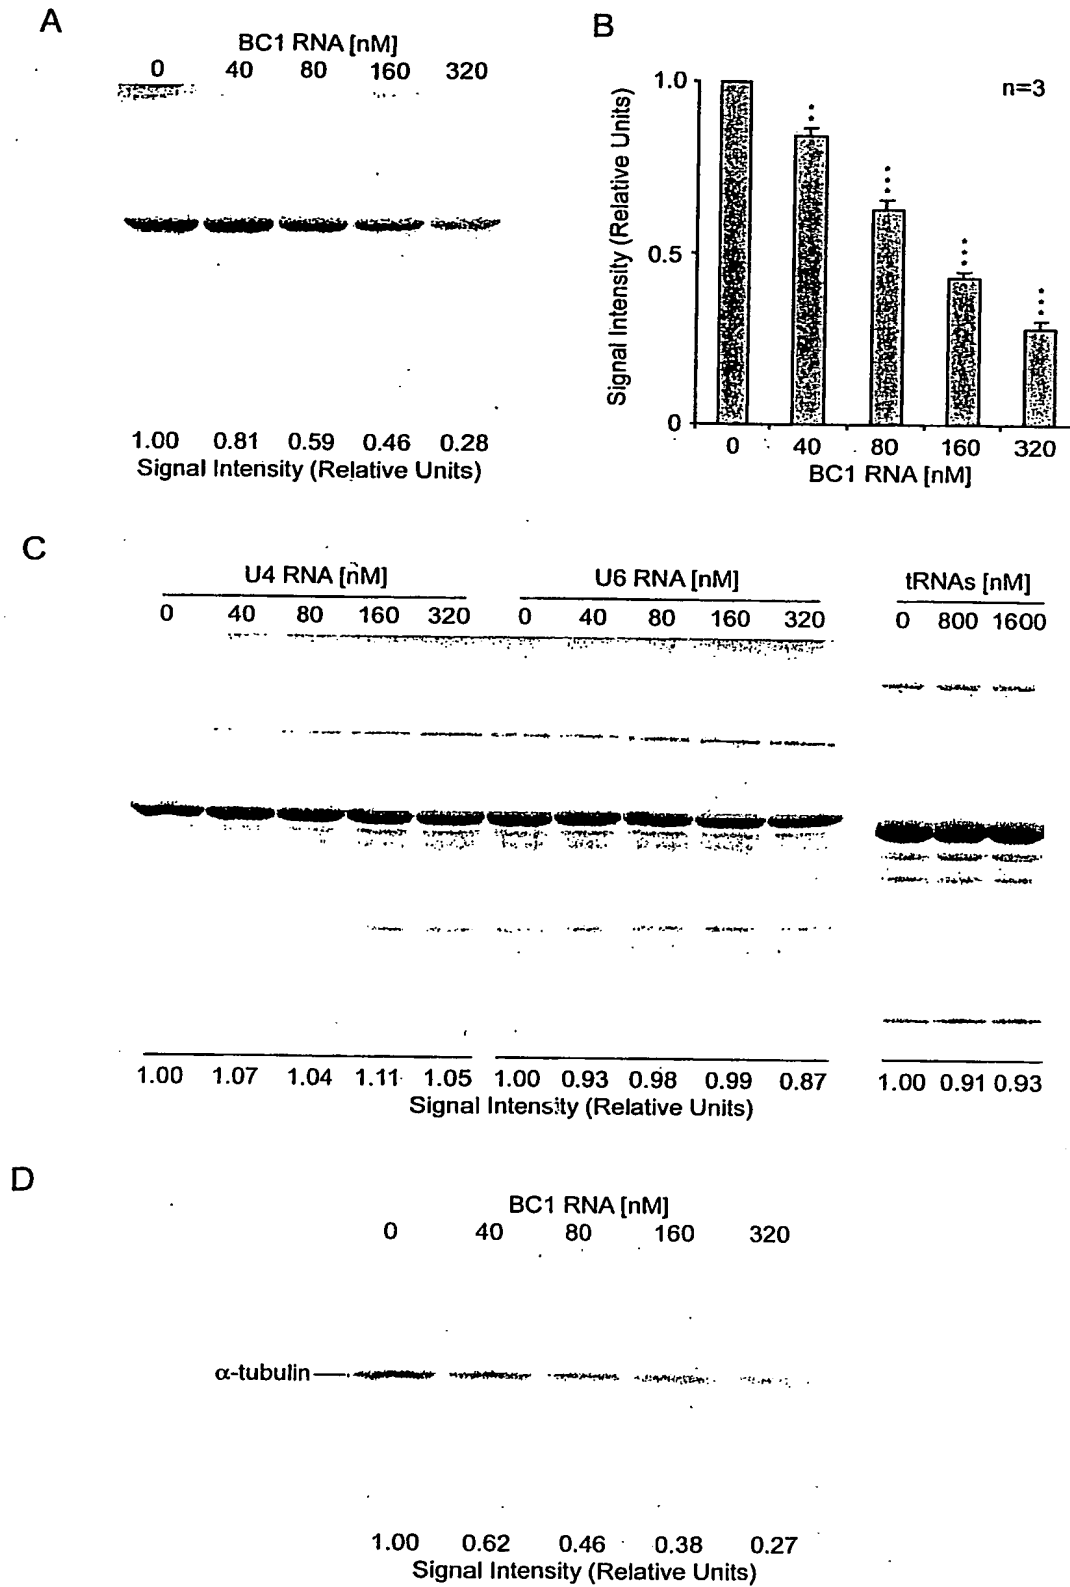 A
BC1 RNA [nM]
0 40 80 160 320
1.00 0.81 0.59 0.46 0.28
Signal Intensity (Relative Units)
B
n=3
Signal Intensity (Relative Units)
1.0
0.5
0
0 40 80 160 320
BC1 RNA [nM]
C
U4 RNA [nM] U6 RNA [nM] tRNAs [nM]
0 40 80 160 320 0 40 80 160 320 0 800 1600
1.00 1.07 1.04 1.11 1.05 1.00 0.93 0.98 0.99 0.87 1.00 0.91 0.93
Signal Intensity (Relative Units)
D
BC1 RNA [nM]
0 40 80 160 320
α-tubulin
1.00 0.62 0.46 0.38 0.27
Signal Intensity (Relative Units)